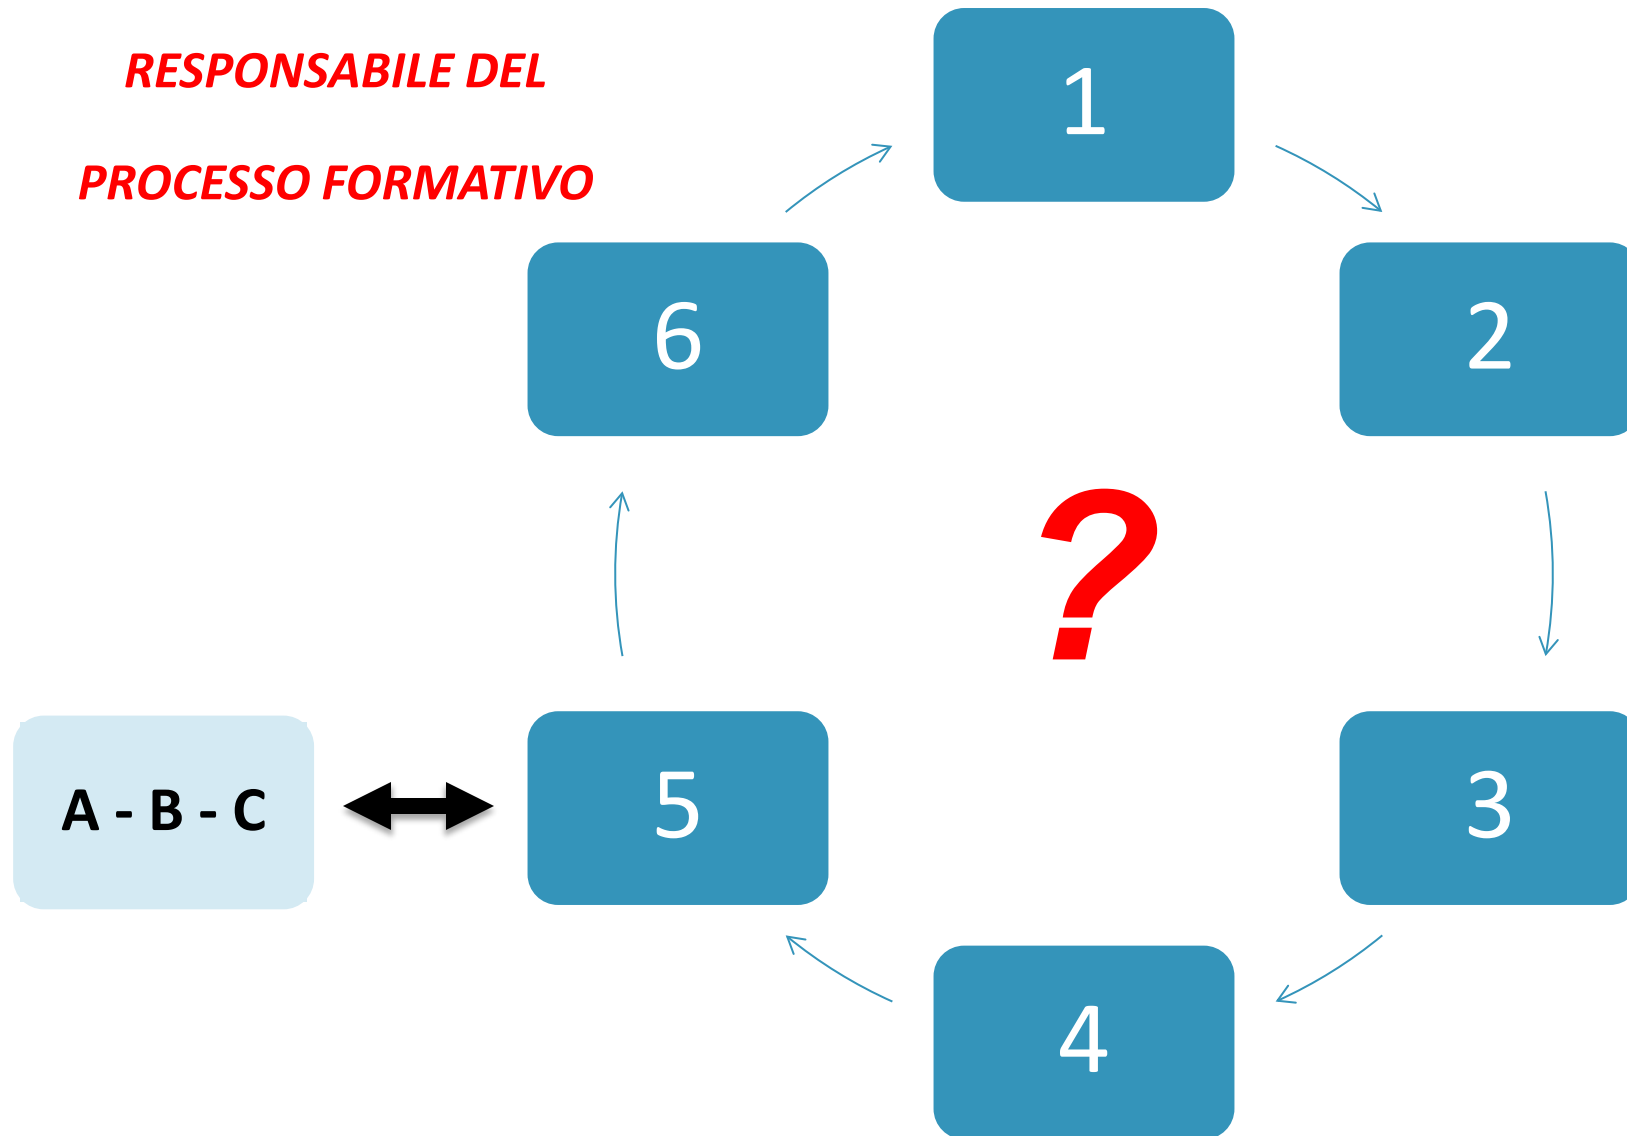 RESPONSABILE DEL
PROCESSO FORMATIVO
1
6
2
?
A - B - C
5
3
4